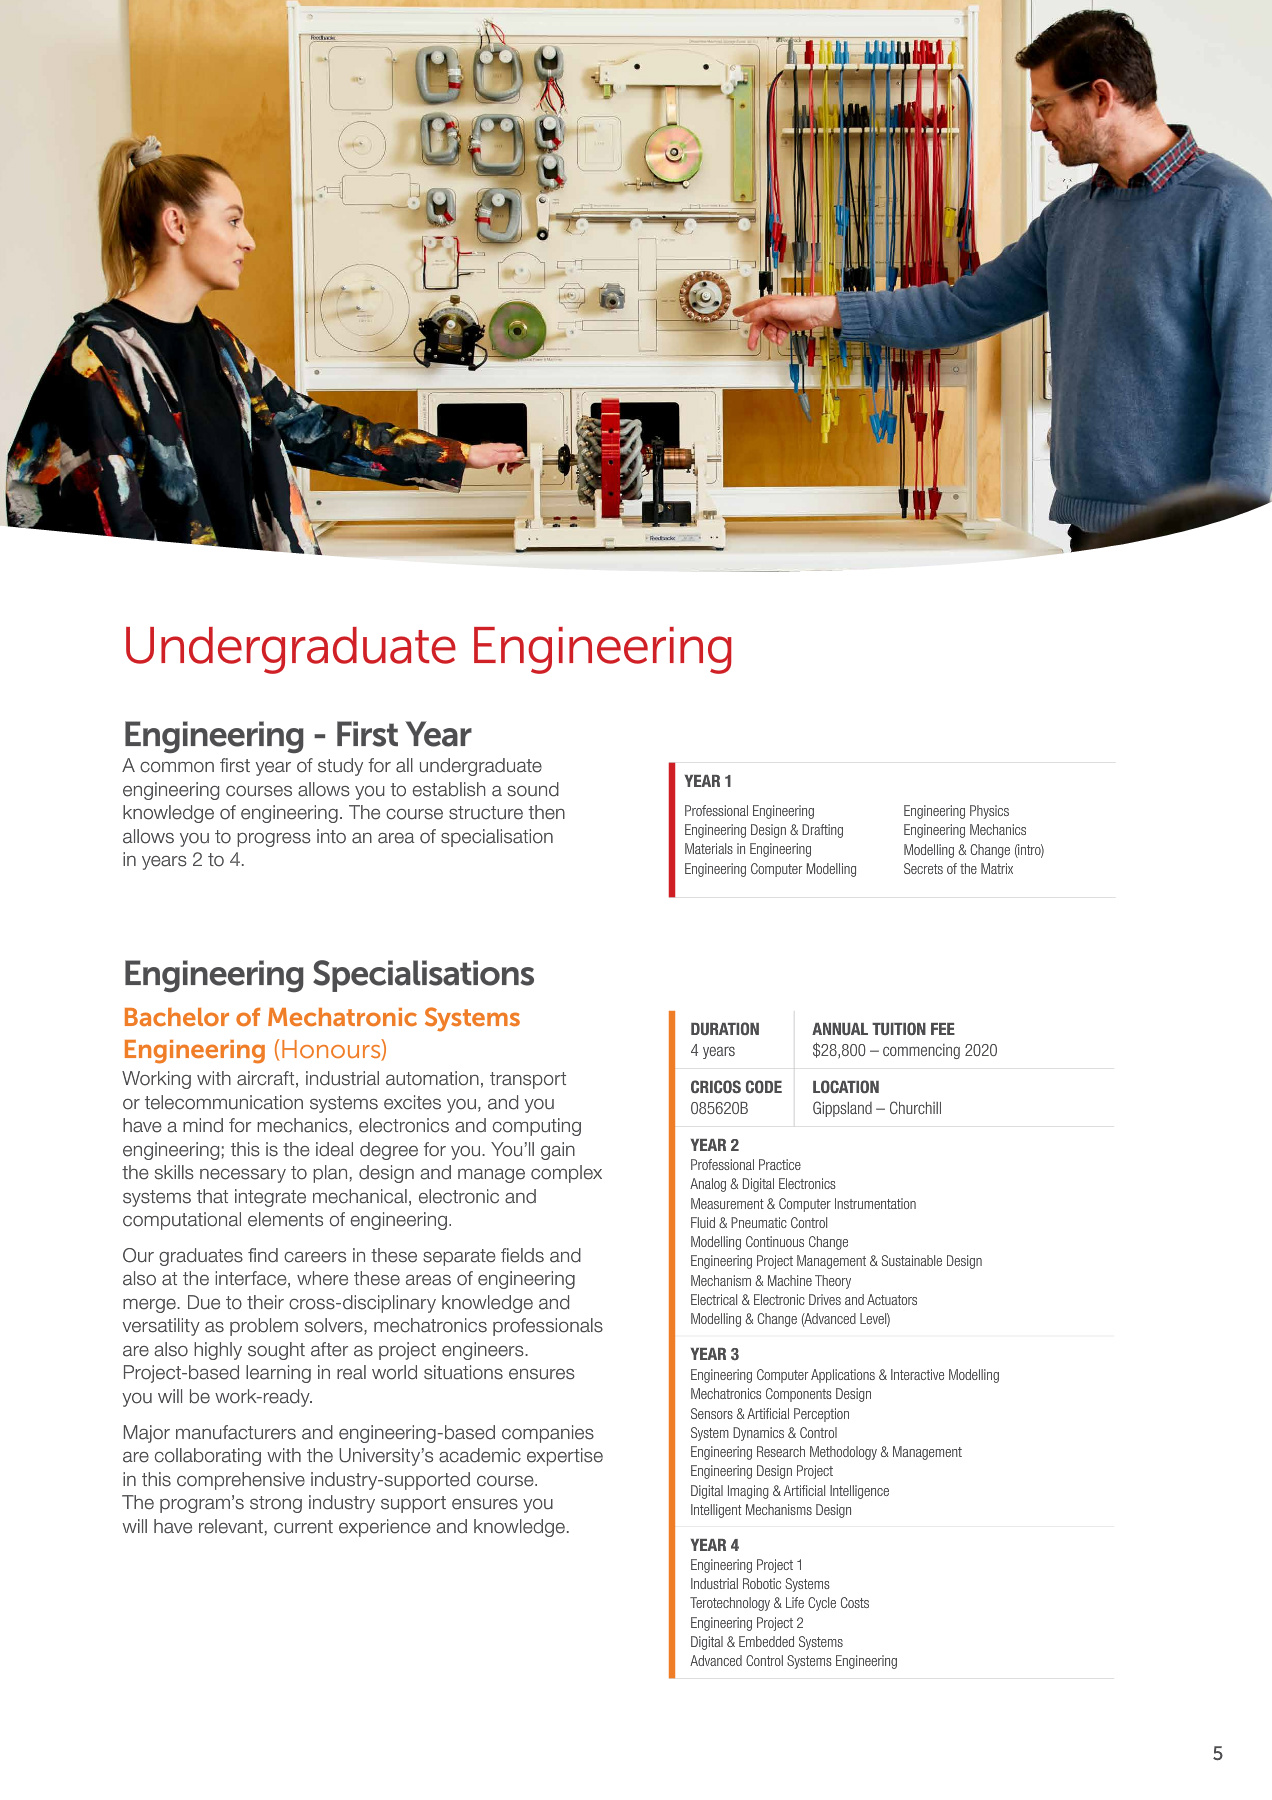 Feedback
Feedback
Undergraduate Engineering
Engineering - First Year
A common first year of study for all undergraduate
engineering courses allows you to establish a sound
knowledge of engineering. The course structure then
allows you to progress into an area of specialisation
in years 2 to 4.
YEAR 1
Professional Engineering
Engineering Design & Drafting
Materials in Engineering
Engineering Computer Modelling
Engineering Physics
Engineering Mechanics
Modelling & Change (intro)
Secrets of the Matrix
Engineering Specialisations
Bachelor of Mechatronic Systems
Engineering (Honours)
Working with aircraft, industrial automation, transport
or telecommunication systems excites you, and you
have a mind for mechanics, electronics and computing
engineering; this is the ideal degree for you. You’ll gain
the skills necessary to plan, design and manage complex
systems that integrate mechanical, electronic and
computational elements of engineering.
Our graduates find careers in these separate fields and
also at the interface, where these areas of engineering
merge. Due to their cross-disciplinary knowledge and
versatility as problem solvers, mechatronics professionals
are also highly sought after as project engineers.
Project-based learning in real world situations ensures
you will be work-ready.
Major manufacturers and engineering-based companies
are collaborating with the University’s academic expertise
in this comprehensive industry-supported course.
The program’s strong industry support ensures you
will have relevant, current experience and knowledge.
DURATION
4 years
ANNUAL TUITION FEE
$28,800 – commencing 2020
CRICOS CODE
085620B
LOCATION
Gippsland – Churchill
YEAR 2
Professional Practice
Analog & Digital Electronics
Measurement & Computer Instrumentation
Fluid & Pneumatic Control
Modelling Continuous Change
Engineering Project Management & Sustainable Design
Mechanism & Machine Theory
Electrical & Electronic Drives and Actuators
Modelling & Change (Advanced Level)
YEAR 3
Engineering Computer Applications & Interactive Modelling
Mechatronics Components Design
Sensors & Artificial Perception
System Dynamics & Control
Engineering Research Methodology & Management
Engineering Design Project
Digital Imaging & Artificial Intelligence
Intelligent Mechanisms Design
YEAR 4
Engineering Project 1
Industrial Robotic Systems
Terotechnology & Life Cycle Costs
Engineering Project 2
Digital & Embedded Systems
Advanced Control Systems Engineering
5